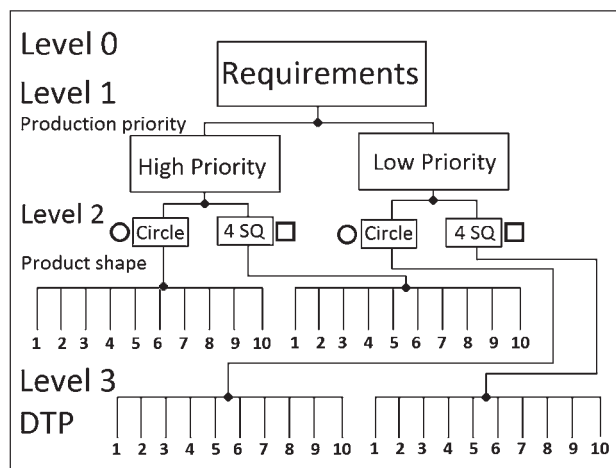 Level 0
Requirements
Level 1
Production priority
High Priority
Low Priority
Level 2
Circle
4 SQ
Circle
4 SQ
Product shape
1 2 3 4 5 6 7 8 9 10
1 2 3 4 5 6 7 8 9 10
Level 3
DTP
1 2 3 4 5 6 7 8 9 10
1 2 3 4 5 6 7 8 9 10